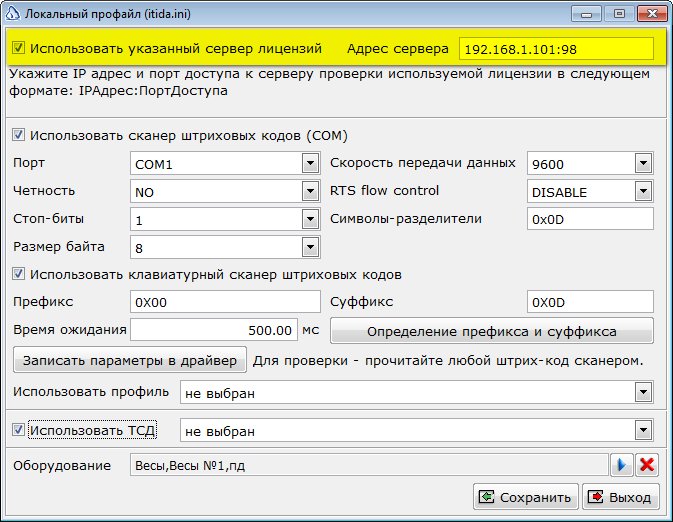 Локальный профайл (itida.ini)
Использовать указанный сервер лицензий Адрес сервера 192.168.1.101:98
Укажите IP адрес и порт доступа к серверу проверки используемой лицензии в следующем
формате: IPАдрес:ПортДоступа
Использовать сканер штриховых кодов (COM)
Порт COM1 Скорость передачи данных 9600
Четность NO RTS flow control DISABLE
Стоп-биты 1 Символы-разделители 0x0D
Размер байта 8
Использовать клавиатурный сканер штриховых кодов
Префикс 0X00 Суффикс 0X0D
Время ожидания 500.00 мс Определение префикса и суффикса
Записать параметры в драйвер Для проверки - прочитайте любой штрих-код сканером.
Использовать профиль не выбран
Использовать ТСД не выбран
Оборудование Весы,Весы №1,пд
Сохранить Выход